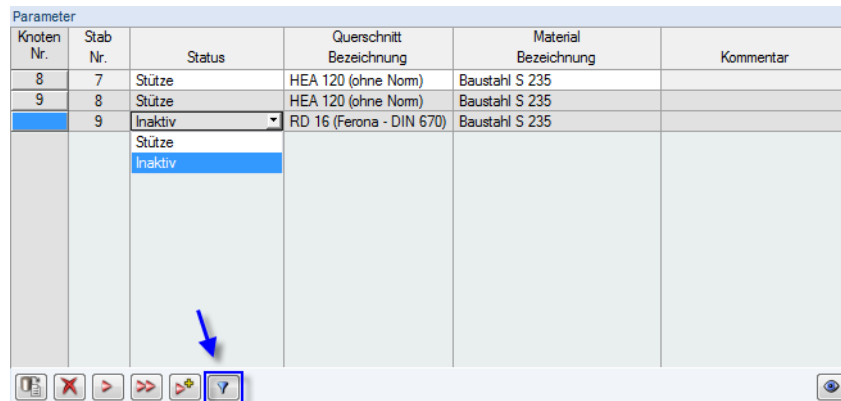 Parameter
Knoten Nr. Stab Nr. Status Querschnitt Bezeichnung Material Bezeichnung Kommentar
8 7 Stütze HEA 120 (ohne Norm) Baustahl S 235
9 8 Stütze HEA 120 (ohne Norm) Baustahl S 235
9 Inaktiv RD 16 (Ferona - DIN 670) Baustahl S 235
Stütze
Inaktiv